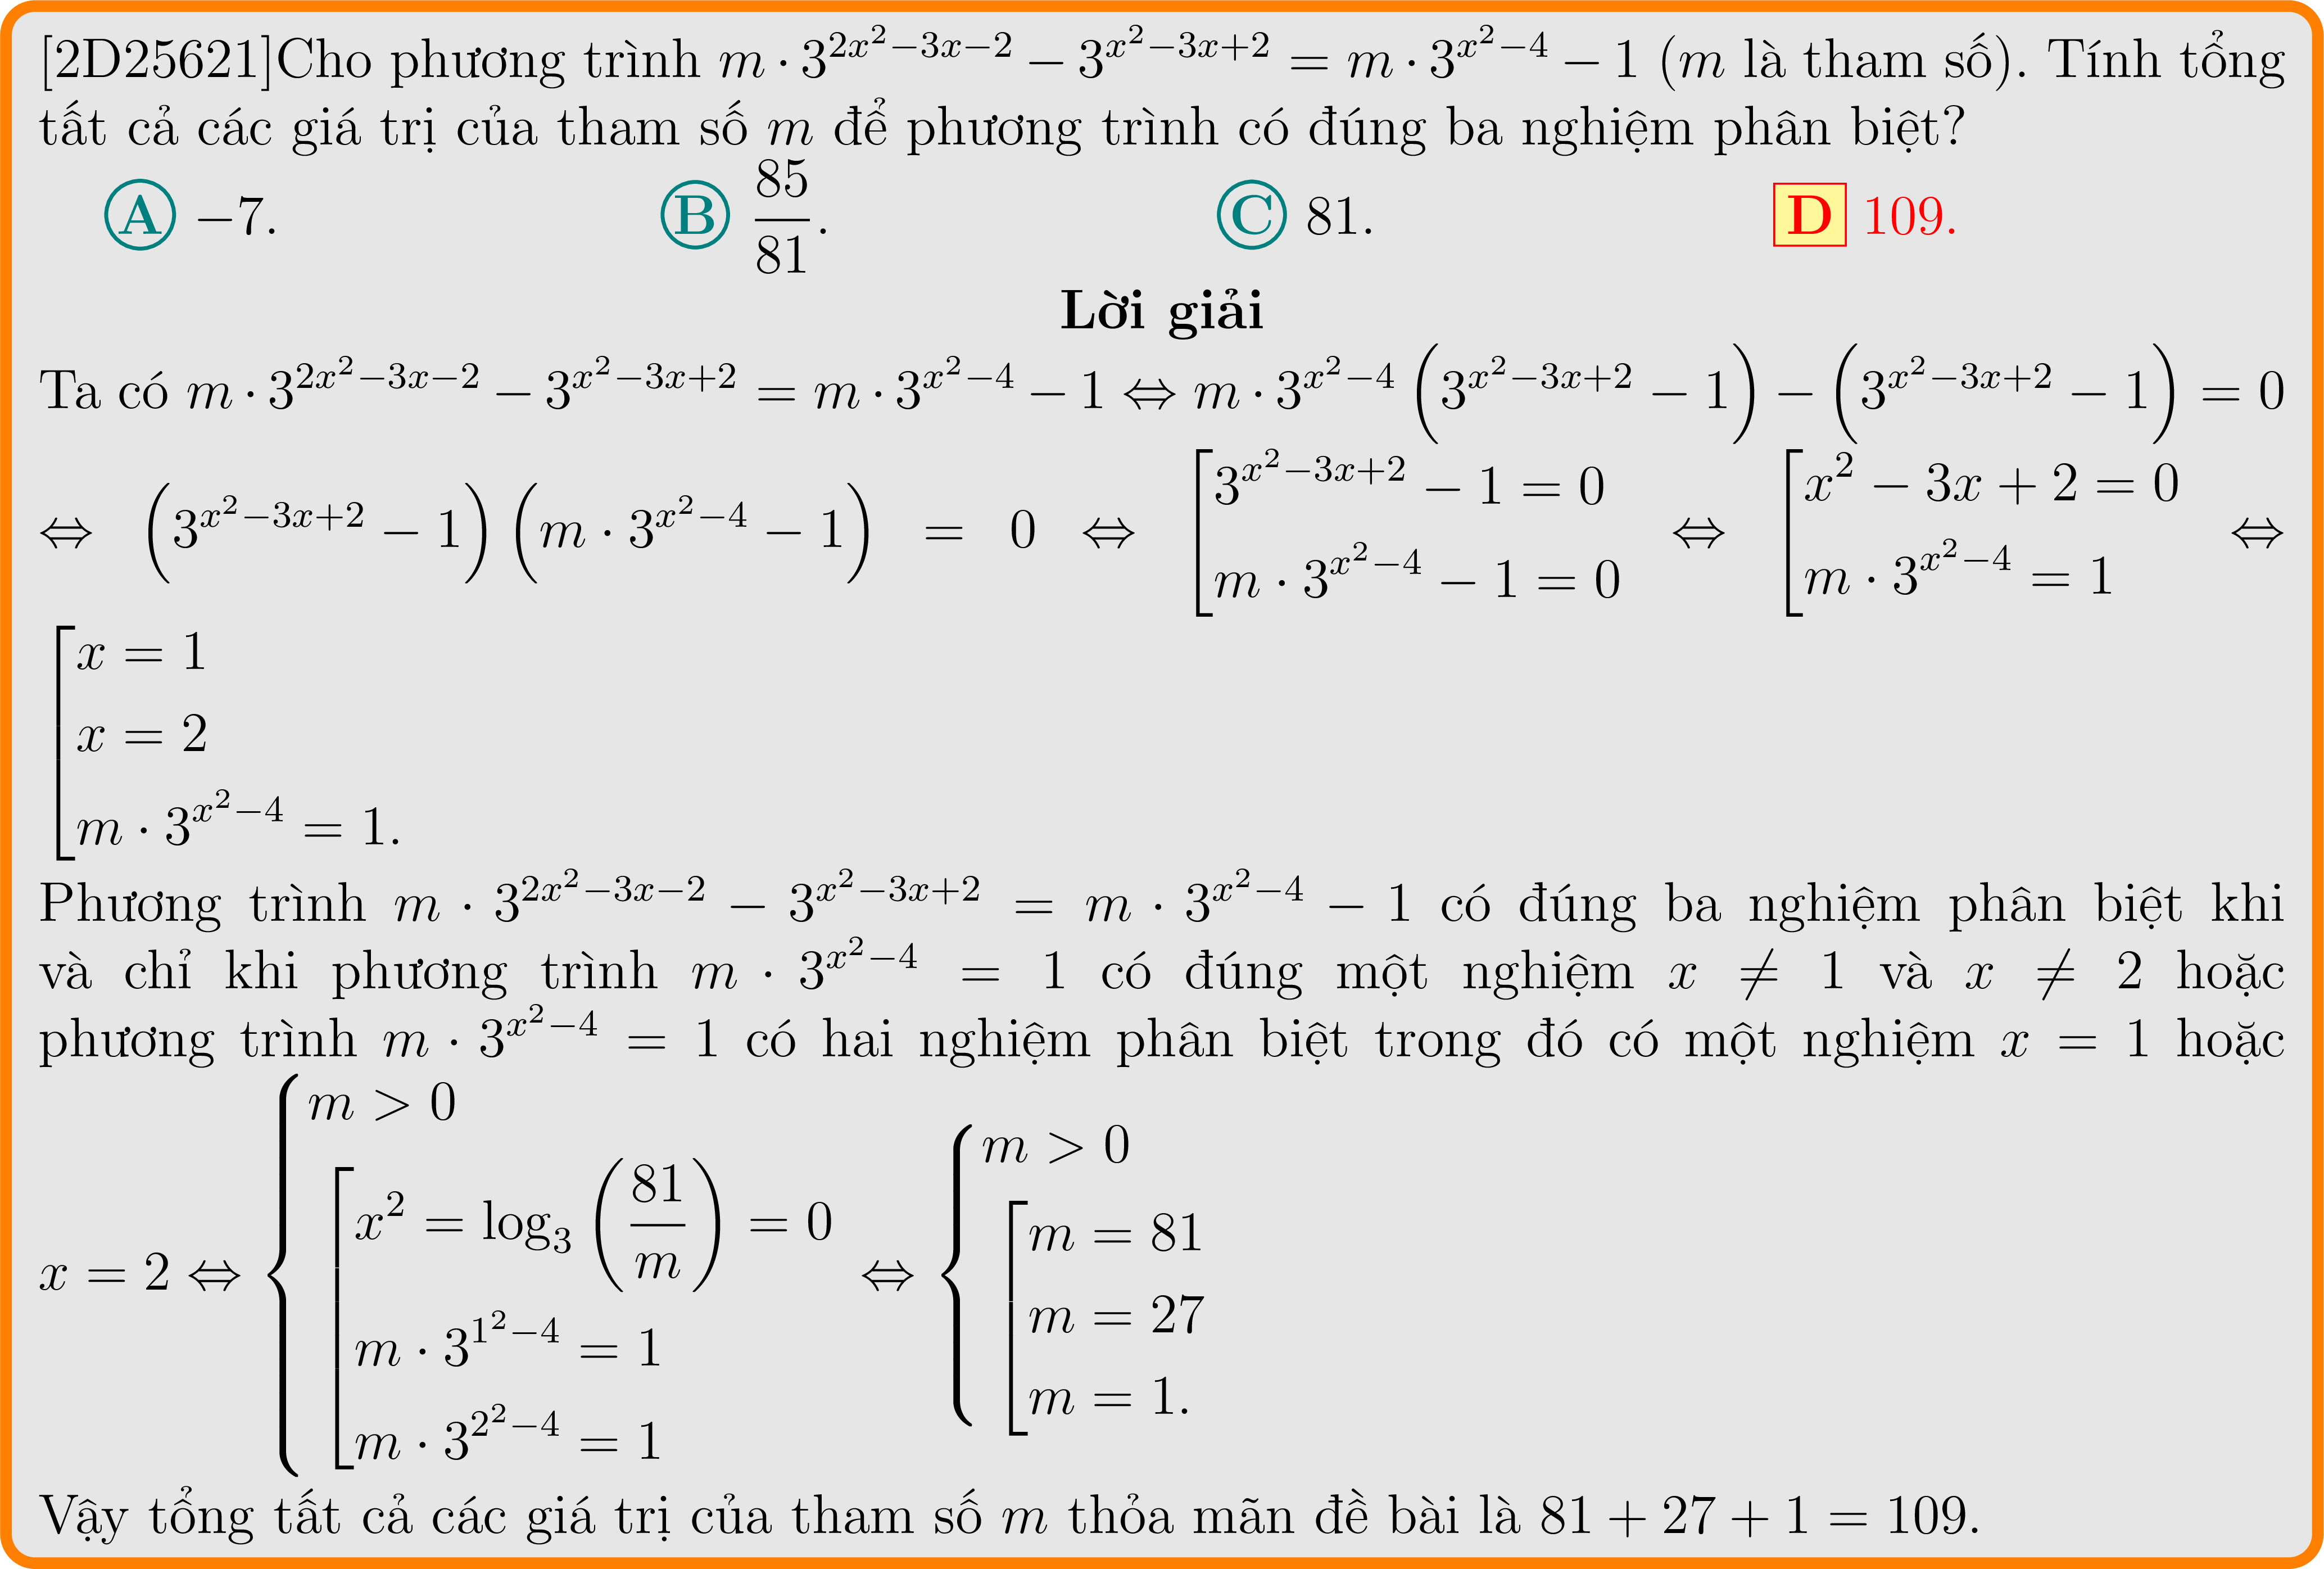 [2D25621]Cho phương trình $m \cdot 3^{2x^2-3x-2} - 3^{x^2-3x+2} = m \cdot 3^{x^2-4} - 1$ ($m$ là tham số). Tính tổng
tất cả các giá trị của tham số $m$ để phương trình có đúng ba nghiệm phân biệt?
A −7. B $\frac{85}{81}$. C 81. D 109.
Lời giải
Ta có $m \cdot 3^{2x^2-3x-2} - 3^{x^2-3x+2} = m \cdot 3^{x^2-4} - 1 \Leftrightarrow m \cdot 3^{x^2-4} \left(3^{x^2-3x+2} - 1\right) - \left(3^{x^2-3x+2} - 1\right) = 0$
$\Leftrightarrow \left(3^{x^2-3x+2} - 1\right) \left(m \cdot 3^{x^2-4} - 1\right) = 0 \Leftrightarrow \left[\begin{array}{l} 3^{x^2-3x+2} - 1 = 0 \\ m \cdot 3^{x^2-4} - 1 = 0 \end{array}\right. \Leftrightarrow \left[\begin{array}{l} x^2 - 3x + 2 = 0 \\ m \cdot 3^{x^2-4} = 1 \end{array}\right. \Leftrightarrow$
$\left[\begin{array}{l} x = 1 \\ x = 2 \\ m \cdot 3^{x^2-4} = 1. \end{array}\right.$
Phương trình $m \cdot 3^{2x^2-3x-2} - 3^{x^2-3x+2} = m \cdot 3^{x^2-4} - 1$ có đúng ba nghiệm phân biệt khi
và chỉ khi phương trình $m \cdot 3^{x^2-4} = 1$ có đúng một nghiệm $x \neq 1$ và $x \neq 2$ hoặc
phương trình $m \cdot 3^{x^2-4} = 1$ có hai nghiệm phân biệt trong đó có một nghiệm $x = 1$ hoặc
$x = 2 \Leftrightarrow \left\{\begin{array}{l} m > 0 \\ \left[\begin{array}{l} x^2 = \log_3 \left(\frac{81}{m}\right) = 0 \\ m \cdot 3^{1^2-4} = 1 \\ m \cdot 3^{2^2-4} = 1 \end{array}\right. \end{array}\right. \Leftrightarrow \left\{\begin{array}{l} m > 0 \\ \left[\begin{array}{l} m = 81 \\ m = 27 \\ m = 1. \end{array}\right. \end{array}\right.$
Vậy tổng tất cả các giá trị của tham số $m$ thỏa mãn đề bài là $81 + 27 + 1 = 109$.